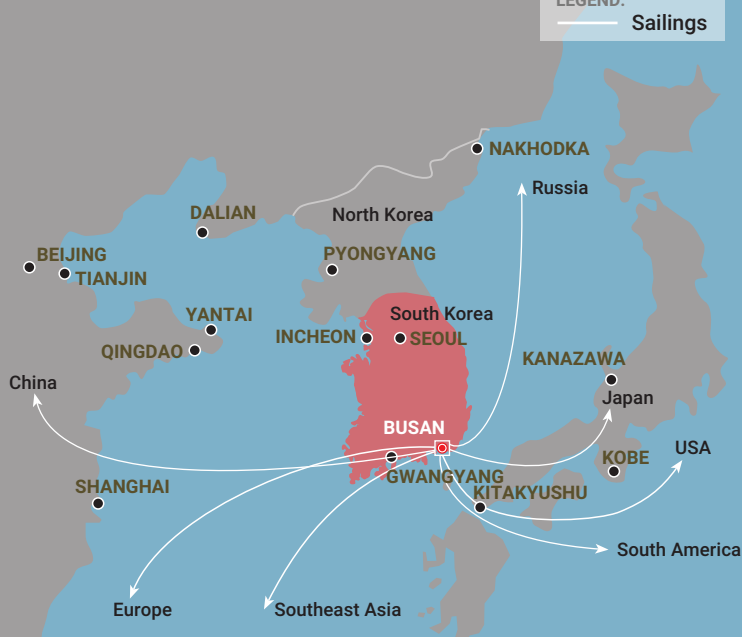 LEGEND:
Sailings
NAKHODKA
Russia
DALIAN
North Korea
BEIJING
TIANJIN
PYONGYANG
YANTAI
South Korea
INCHEON
SEOUL
QINGDAO
KANAZAWA
China
Japan
BUSAN
USA
KOBE
GWANGYANG
SHANGHAI
KITAKYUSHU
South America
Europe
Southeast Asia